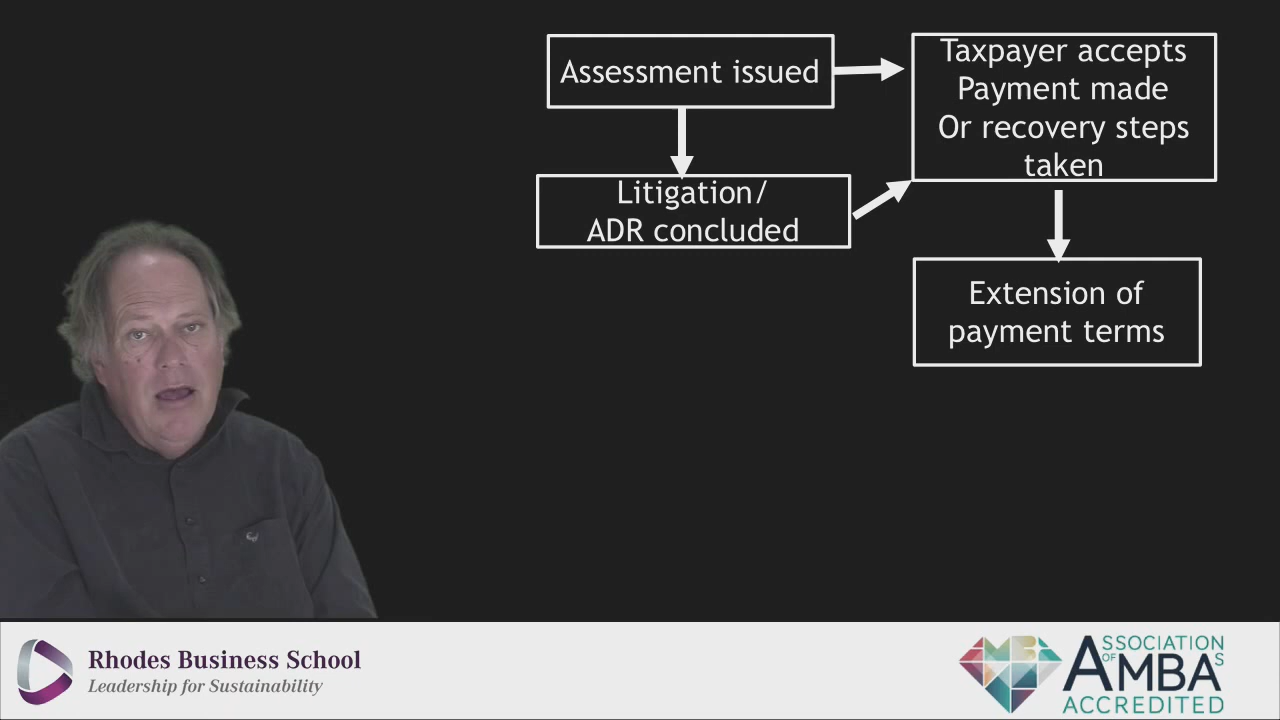 Assessment issued
Taxpayer accepts
Payment made
Or recovery steps
taken
Litigation/
ADR concluded
Extension of
payment terms
Rhodes Business School
Leadership for Sustainability
ASSOCIATION
OF MBAS
ACCREDITED